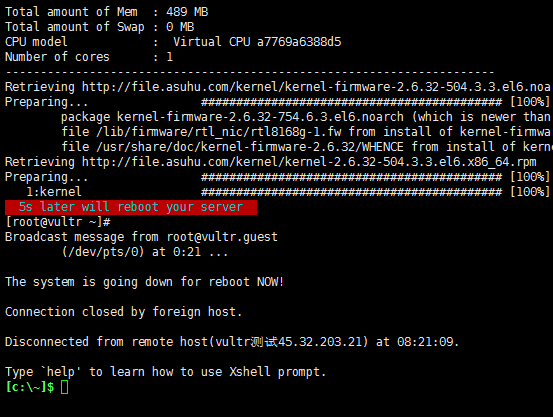 Total amount of Mem  : 489 MB
Total amount of Swap : 0 MB
CPU model            :  Virtual CPU a7769a6388d5
Number of cores      : 1
----------------------------------------------------------------------
Retrieving http://file.asuhu.com/kernel/kernel-firmware-2.6.32-504.3.3.el6.noa
Preparing...                ########################################### [100%]
        package kernel-firmware-2.6.32-754.6.3.el6.noarch (which is newer than
        file /lib/firmware/rtl_nic/rtl8168g-1.fw from install of kernel-firmwa
        file /usr/share/doc/kernel-firmware-2.6.32/WHENCE from install of kerne
Retrieving http://file.asuhu.com/kernel/kernel-2.6.32-504.3.3.el6.x86_64.rpm
Preparing...                ########################################### [100%]
   1:kernel                 ########################################### [100%]
  5s later will reboot your server
[root@vultr ~]#
Broadcast message from root@vultr.guest
        (/dev/pts/0) at 0:21 ...
The system is going down for reboot NOW!
Connection closed by foreign host.
Disconnected from remote host(vultr测试45.32.203.21) at 08:21:09.
Type `help' to learn how to use Xshell prompt.
[c:\~]$